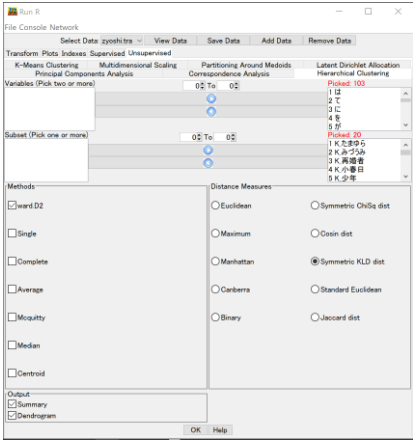 Run R
File Console Network
Select Data: zyoshi.trs View Data Save Data Add Data Remove Data
Transform Plots Indexes Supervised Unsupervised
K-Means Clustering Multidimensional Scaling Partitioning Around Medoids Latent Dirichlet Allocation
Principal Components Analysis Correspondence Analysis Hierarchical Clustering
Variables (Pick two or more) 0 To 0 Picked: 103
1 は
2 て
3 に
4 を
5 が
Subset (Pick one or more) 0 To 0 Picked: 20
1 K.たまゆら
2 K.みづうみ
3 K.再婚者
4 K.小春日
5 K.少年
Methods Distance Measures
ward.D2 Euclidean Symmetric ChiSq dist
Single Maximum Cosin dist
Complete Manhattan Symmetric KLD dist
Average Canberra Standard Euclidean
Mcquitty Binary Jaccard dist
Median
Centroid
Output
Summary
Dendrogram
OK Help